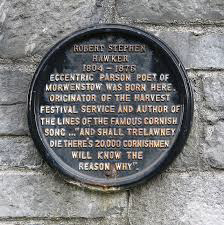 ROBERT STEPHEN
HAWKER
1804 - 1876
ECCENTRIC PARSON POET OF
MORWENSTOW WAS BORN HERE.
ORIGINATOR OF THE HARVEST
FESTIVAL SERVICE AND AUTHOR OF
THE LINES OF THE FAMOUS CORNISH
SONG ..."AND SHALL TRELAWNEY
DIE THERE'S 20,000 CORNISHMEN
WILL KNOW THE
REASON WHY".